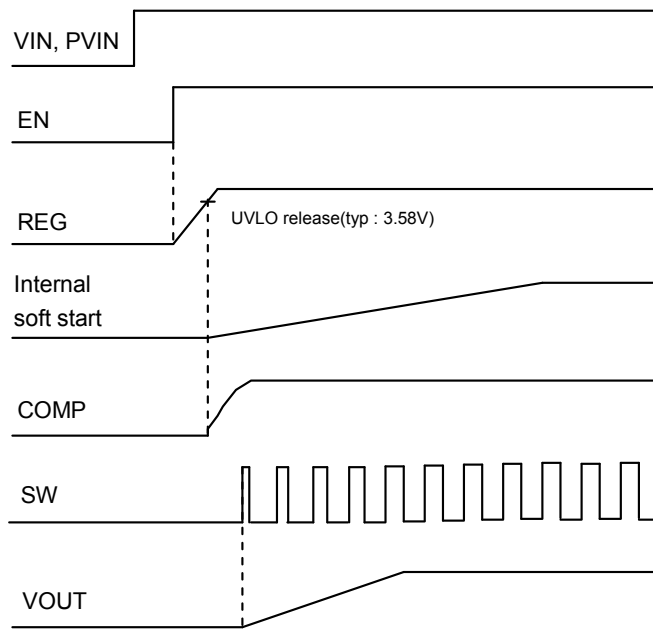 VIN, PVIN
EN
REG
UVLO release(typ : 3.58V)
Internal
soft start
COMP
SW
VOUT